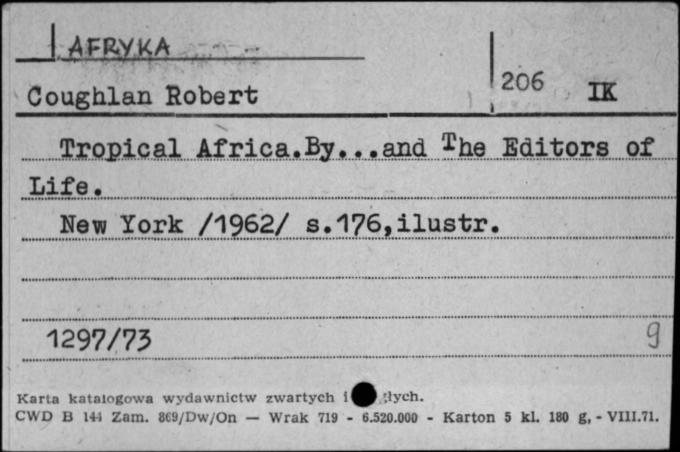 AFRYKA
Coughlan Robert 206 IK
Tropical Africa.By...and The Editors of
Life.
New York /1962/ s.176,ilustr.
1297/73 9
Karta katalogowa wydawnictw zwartych i
CWD B 144 Zam. 869/Dw/On — Wrak 719 - 6.520.000 - Karton 5 kl. 180 g, - VIII.71.